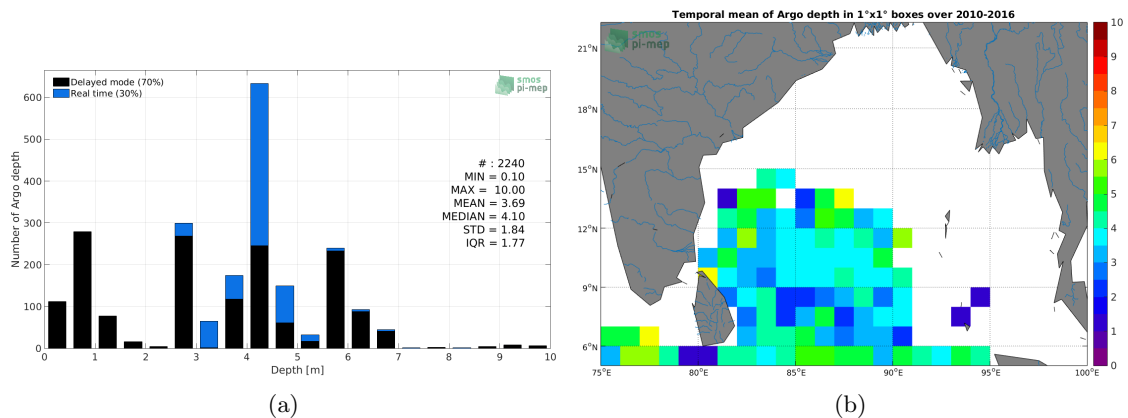 Delayed mode (70%)
Real time (30%)
smos
pi-mep
# : 2240
MIN = 0.10
MAX = 10.00
MEAN = 3.69
MEDIAN = 4.10
STD = 1.84
IQR = 1.77
Number of Argo depth
600
500
400
300
200
100
0
0 1 2 3 4 5 6 7 8 9 10
Depth [m]
(a)
Temporal mean of Argo depth in 1°x1° boxes over 2010-2016
smos
pi-mep
21°N
18°N
15°N
12°N
9°N
6°N
75°E 80°E 85°E 90°E 95°E 100°E
10
9
8
7
6
5
4
3
2
1
0
(b)